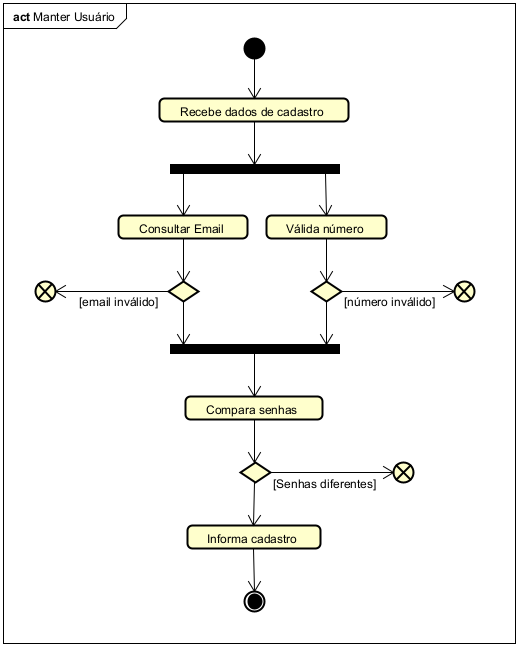 act Manter Usuário
Recebe dados de cadastro
Consultar Email
Válida número
[email inválido]
[número inválido]
Compara senhas
[Senhas diferentes]
Informa cadastro